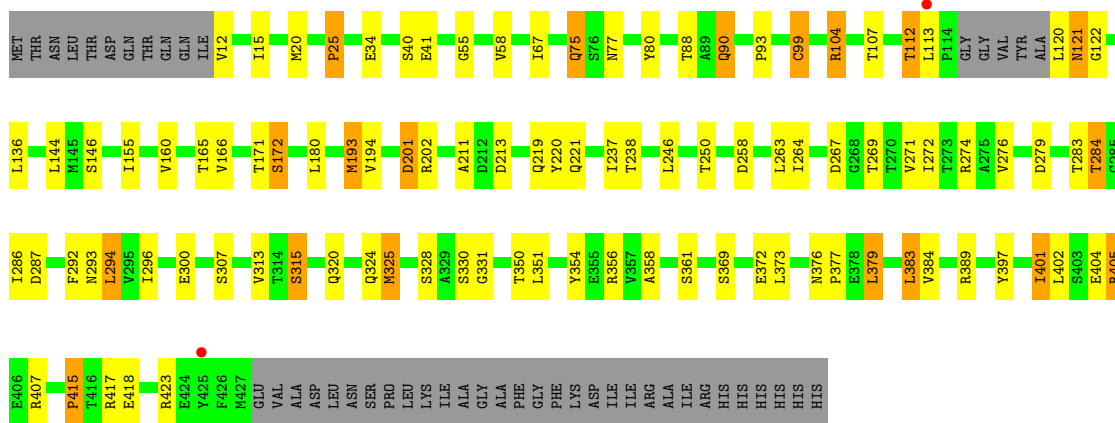 MET THR ASN LEU THR ASP GLN THR GLN GLN ILE V12 I15 M20 P25 E34 S40 E41 G55 V58 I67 Q75 S76 N77 Y80 T88 A89 Q90 P93 C99 R104 T107 T112 L113 P114 GLY GLY VAL TYR ALA L120 N121 G122
L136 L144 M145 S146 I155 V160 T165 V166 T171 S172 L180 M193 V194 D201 R202 A211 D212 D213 Q219 Y220 Q221 I237 T238 L246 T250 D258 L263 I264 D267 G268 T269 T270 V271 I272 T273 R274 A275 V276 D279 T283 T284 G285
I286 D287 F292 N293 L294 V295 I296 E300 S307 V313 T314 S315 Q320 Q324 M325 S328 A329 S330 G331 T350 L351 Y354 E355 R356 V357 A358 S361 S369 E372 L373 N376 P377 E378 L379 L383 V384 R389 Y397 I401 L402 S403 E404
E406 R407 P415 T416 R417 E418 R423 E424 Y425 F426 M427 GLU VAL ALA ASP LEU ASN SER PRO LEU LYS ILE ALA GLY ALA PHE GLY PHE LYS ASP ILE ILE ARG ALA ILE ARG HIS HIS HIS HIS HIS HIS